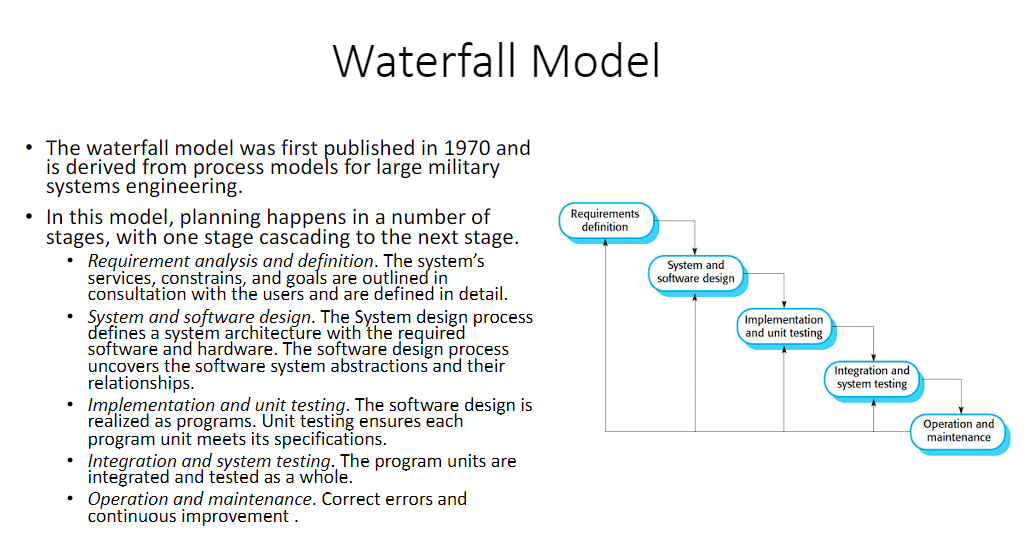 Waterfall Model
• The waterfall model was first published in 1970 and
is derived from process models for large military
systems engineering.
• In this model, planning happens in a number of
stages, with one stage cascading to the next stage.
• Requirement analysis and definition. The system's
services, constrains, and goals are outlined in
consultation with the users and are defined in detail.
• System and software design. The System design process
defines a system architecture with the required
software and hardware. The software design process
uncovers the software system abstractions and their
relationships.
• Implementation and unit testing. The software design is
realized as programs. Unit testing ensures each
program unit meets its specifications.
• Integration and system testing. The program units are
integrated and tested as a whole.
• Operation and maintenance. Correct errors and
continuous improvement .
Requirements
definition
System and
software design
Implementation
and unit testing
Integration and
system testing
Operation and
maintenance